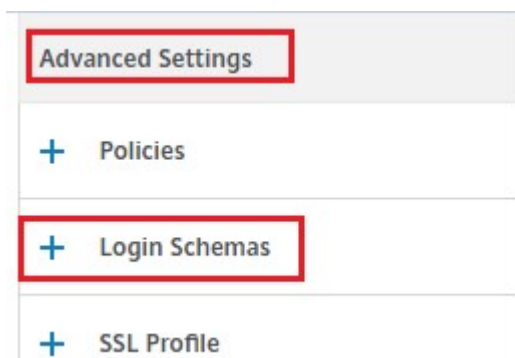 Advanced Settings
+ Policies
+ Login Schemas
+ SSL Profile